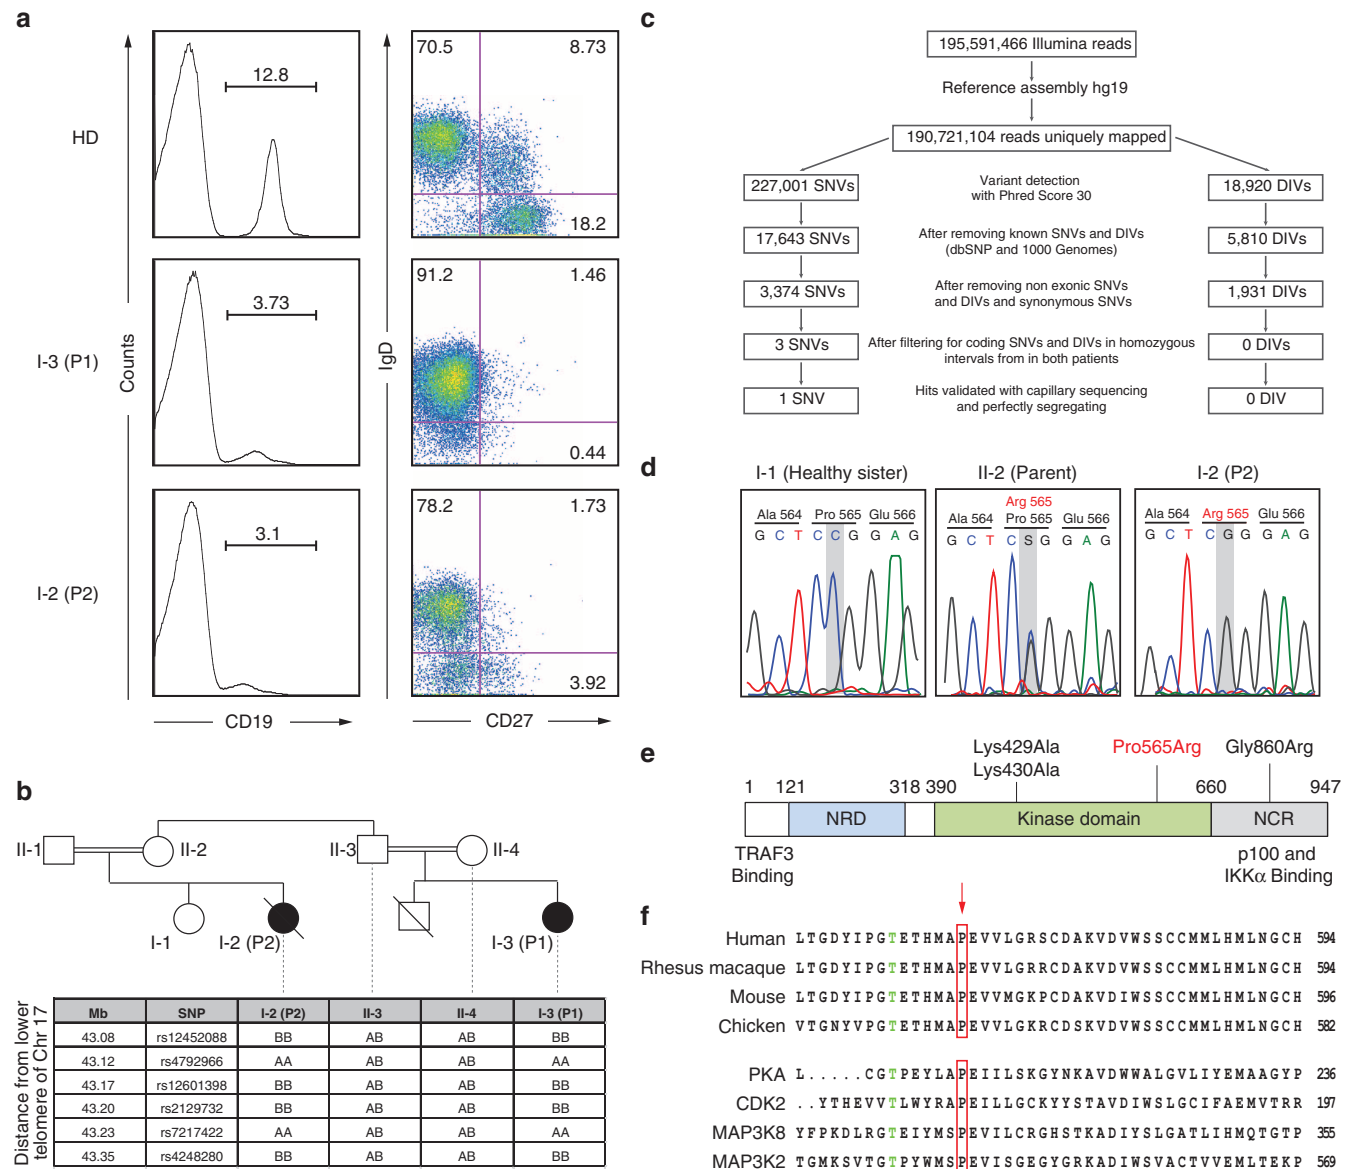 a
HD
I-3 (P1)
I-2 (P2)
Counts
IgD
12.8
70.5 8.73
18.2
3.73
91.2 1.46
0.44
3.1
78.2 1.73
3.92
CD19
CD27
b
II-1
II-2
II-3
II-4
I-1
I-2 (P2)
I-3 (P1)
Distance from lower
telomere of Chr 17
Mb SNP I-2 (P2) II-3 II-4 I-3 (P1)
43.08 rs12452088 BB AB AB BB
43.12 rs4792966 AA AB AB AA
43.17 rs12601398 BB AB AB BB
43.20 rs2129732 BB AB AB BB
43.23 rs7217422 AA AB AB AA
43.35 rs4248280 BB AB AB BB
c
195,591,466 Illumina reads
Reference assembly hg19
190,721,104 reads uniquely mapped
227,001 SNVs
Variant detection
with Phred Score 30
18,920 DIVs
17,643 SNVs
After removing known SNVs and DIVs
(dbSNP and 1000 Genomes)
5,810 DIVs
3,374 SNVs
After removing non exonic SNVs
and DIVs and synonymous SNVs
1,931 DIVs
3 SNVs
After filtering for coding SNVs and DIVs in homozygous
intervals from in both patients
0 DIVs
1 SNV
Hits validated with capillary sequencing
and perfectly segregating
0 DIV
d
I-1 (Healthy sister)
Ala 564 Pro 565 Glu 566
G C T C C G G A G
II-2 (Parent)
Arg 565
Ala 564 Pro 565 Glu 566
G C T C S G G A G
I-2 (P2)
Ala 564 Arg 565 Glu 566
G C T C G G G A G
e
Lys429Ala
Lys430Ala
Pro565Arg
Gly860Arg
1 121 318 390 660 947
NRD
Kinase domain
NCR
TRAF3
Binding
p100 and
IKKα Binding
f
Human LTGDYIPGTETHMAPEVVLGRSCDAKVDVWSSCCMMLHMLNGCH 594
Rhesus macaque LTGDYIPGTETHMAPEVVLGRRCDAKVDVWSSCCMMLHMLNGCH 594
Mouse LTGDYIPGTETHMAPEVVMGKPCDAKVDIWSSCCMMLHMLNGCH 596
Chicken VTGNYVPGTETHMAPEVVLGKRCDSKVDVWSSCCMMLHMLNGCH 582
PKA L.....CGTPEYLAPEIILSKGYNKAVDWWALGVLIYEMAAGYP 236
CDK2 ..YTHEVVTLWYRAPEILLGCKYYSTAVDIWSLGCIFAEMVTRR 197
MAP3K8 YFPKDLRGTEIYMSPEVILCRGHSTKADIYSLGATLIHMQTGTP 355
MAP3K2 TGMKSVTGTPYWMSPEVISGEGYGRKADIWSVACTVVEMLTEKP 569